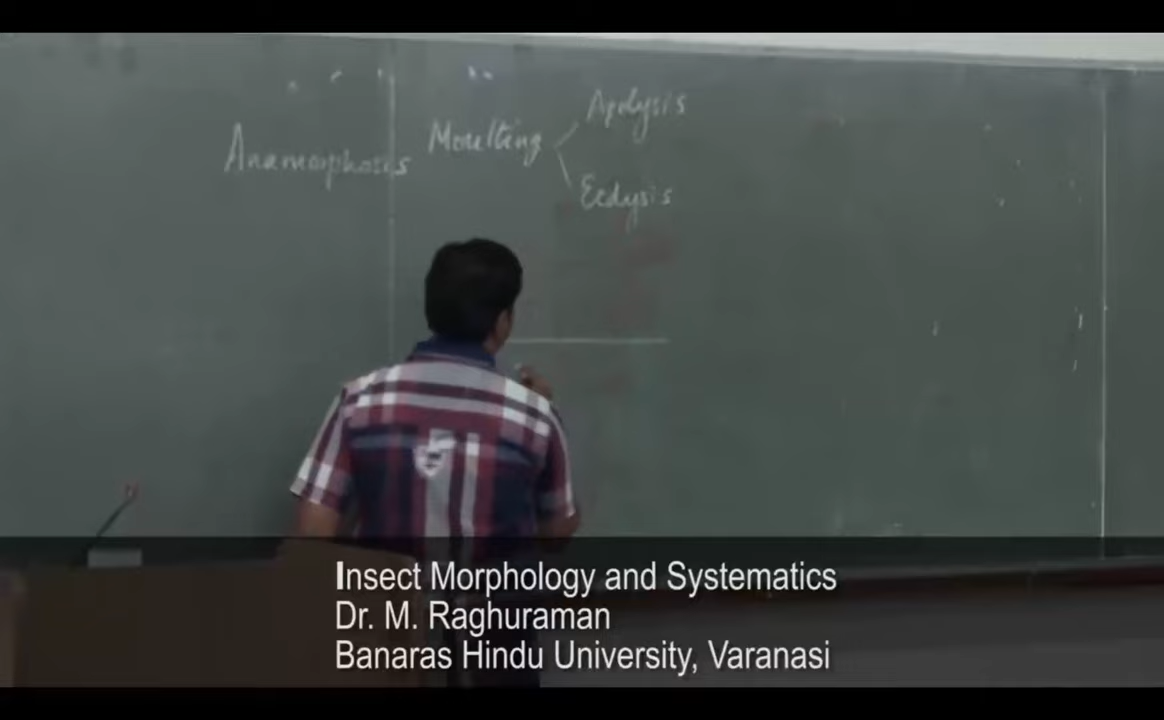 Apolysis
Moulting
Anamorphosis
Ecdysis
Insect Morphology and Systematics
Dr. M. Raghuraman
Banaras Hindu University, Varanasi